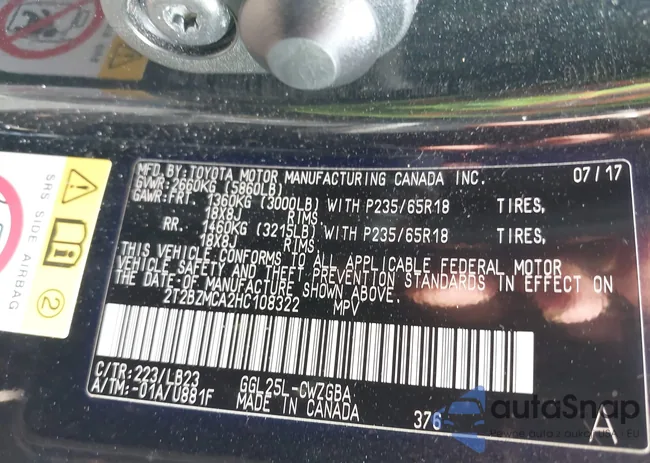 MFD.BY:TOYOTA MOTOR MANUFACTURING CANADA INC. 07/17
GVWR:2660KG (5860LB)
GAWR:FRT. 1360KG (3000LB) WITH P235/65R18 TIRES,
18X8J RIMS
RR. 1460KG (3215LB) WITH P235/65R18 TIRES,
18X8J RIMS
THIS VEHICLE CONFORMS TO ALL APPLICABLE FEDERAL MOTOR
VEHICLE SAFETY AND THEFT PREVENTION STANDARDS IN EFFECT ON
THE DATE OF MANUFACTURE SHOWN ABOVE.
2T2BZMCA2HC108322 MPV
C/TR:223/LB23 GGL25L-CWZGBA
A/TM:-01A/U881F MADE IN CANADA 376 A
SRS SIDE AIRBAG
2
autoSnap